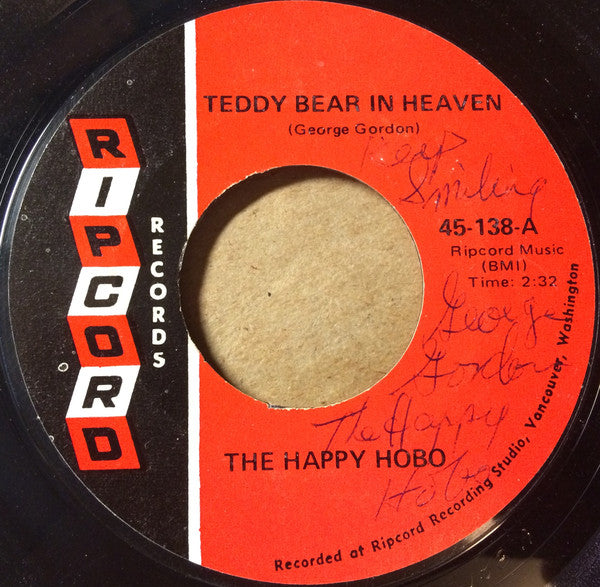 RIPCORD
RECORDS
TEDDY BEAR IN HEAVEN
(George Gordon)
Keep
Smiling
45-138-A
Ripcord Music
(BMI)
Time: 2:32
George
Gordon
The Happy
Hobo
THE HAPPY HOBO
Recorded at Ripcord Recording Studio, Vancouver, Washington